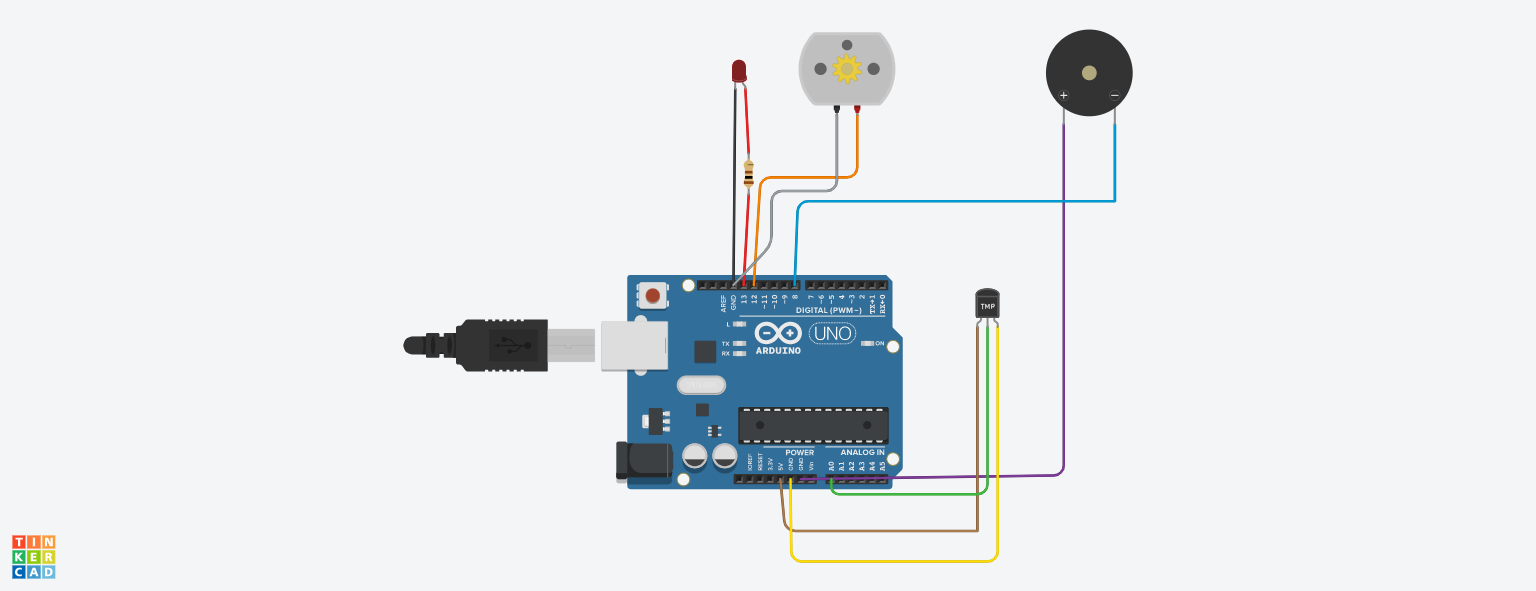 + −
TMP
AREF
GND
13
12
~11
~10
~9
8
7
~6
~5
4
~3
2
TX→1
RX←0
DIGITAL (PWM~)
L
TX
RX
UNO
ARDUINO
ON
POWER
ANALOG IN
IOREF
RESET
3.3V
5V
GND
GND
Vin
A0
A1
A2
A3
A4
A5
TIN
KER
CAD